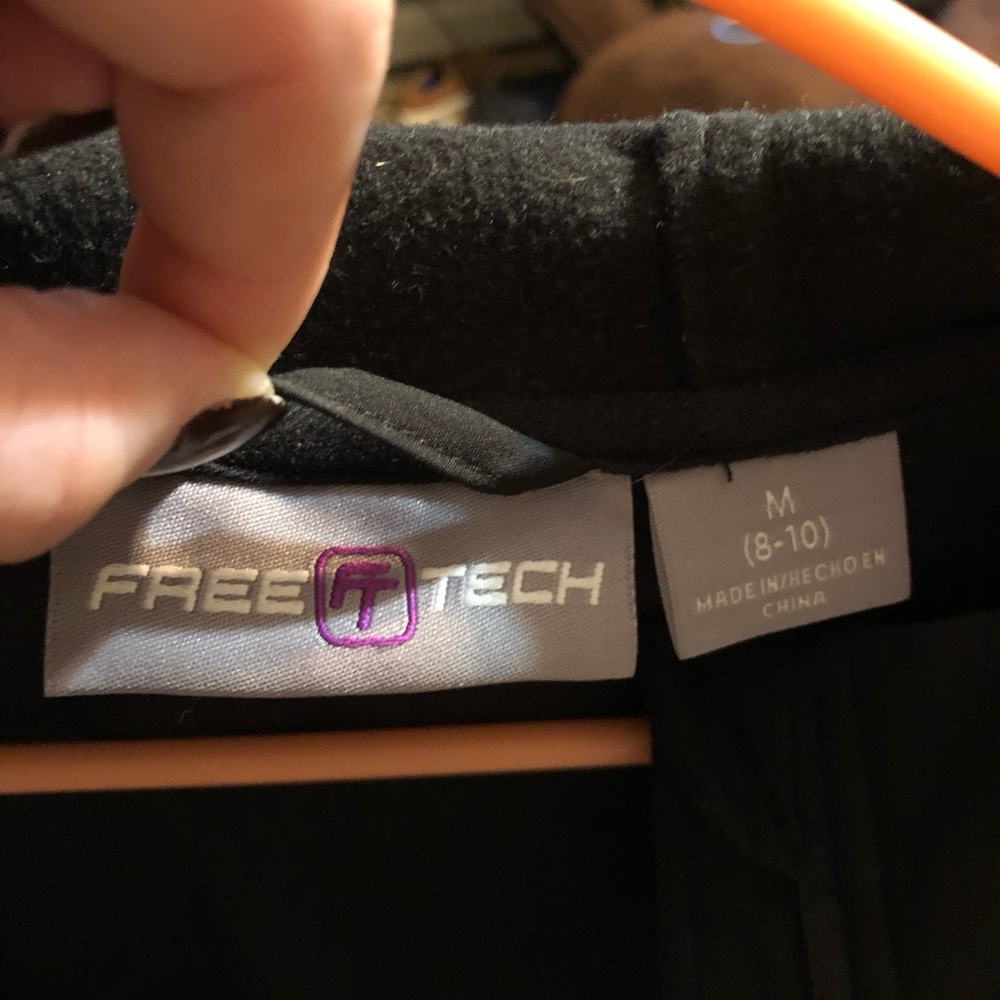 FREE FT TECH
M
(8-10)
MADE IN/HECHO EN
CHINA